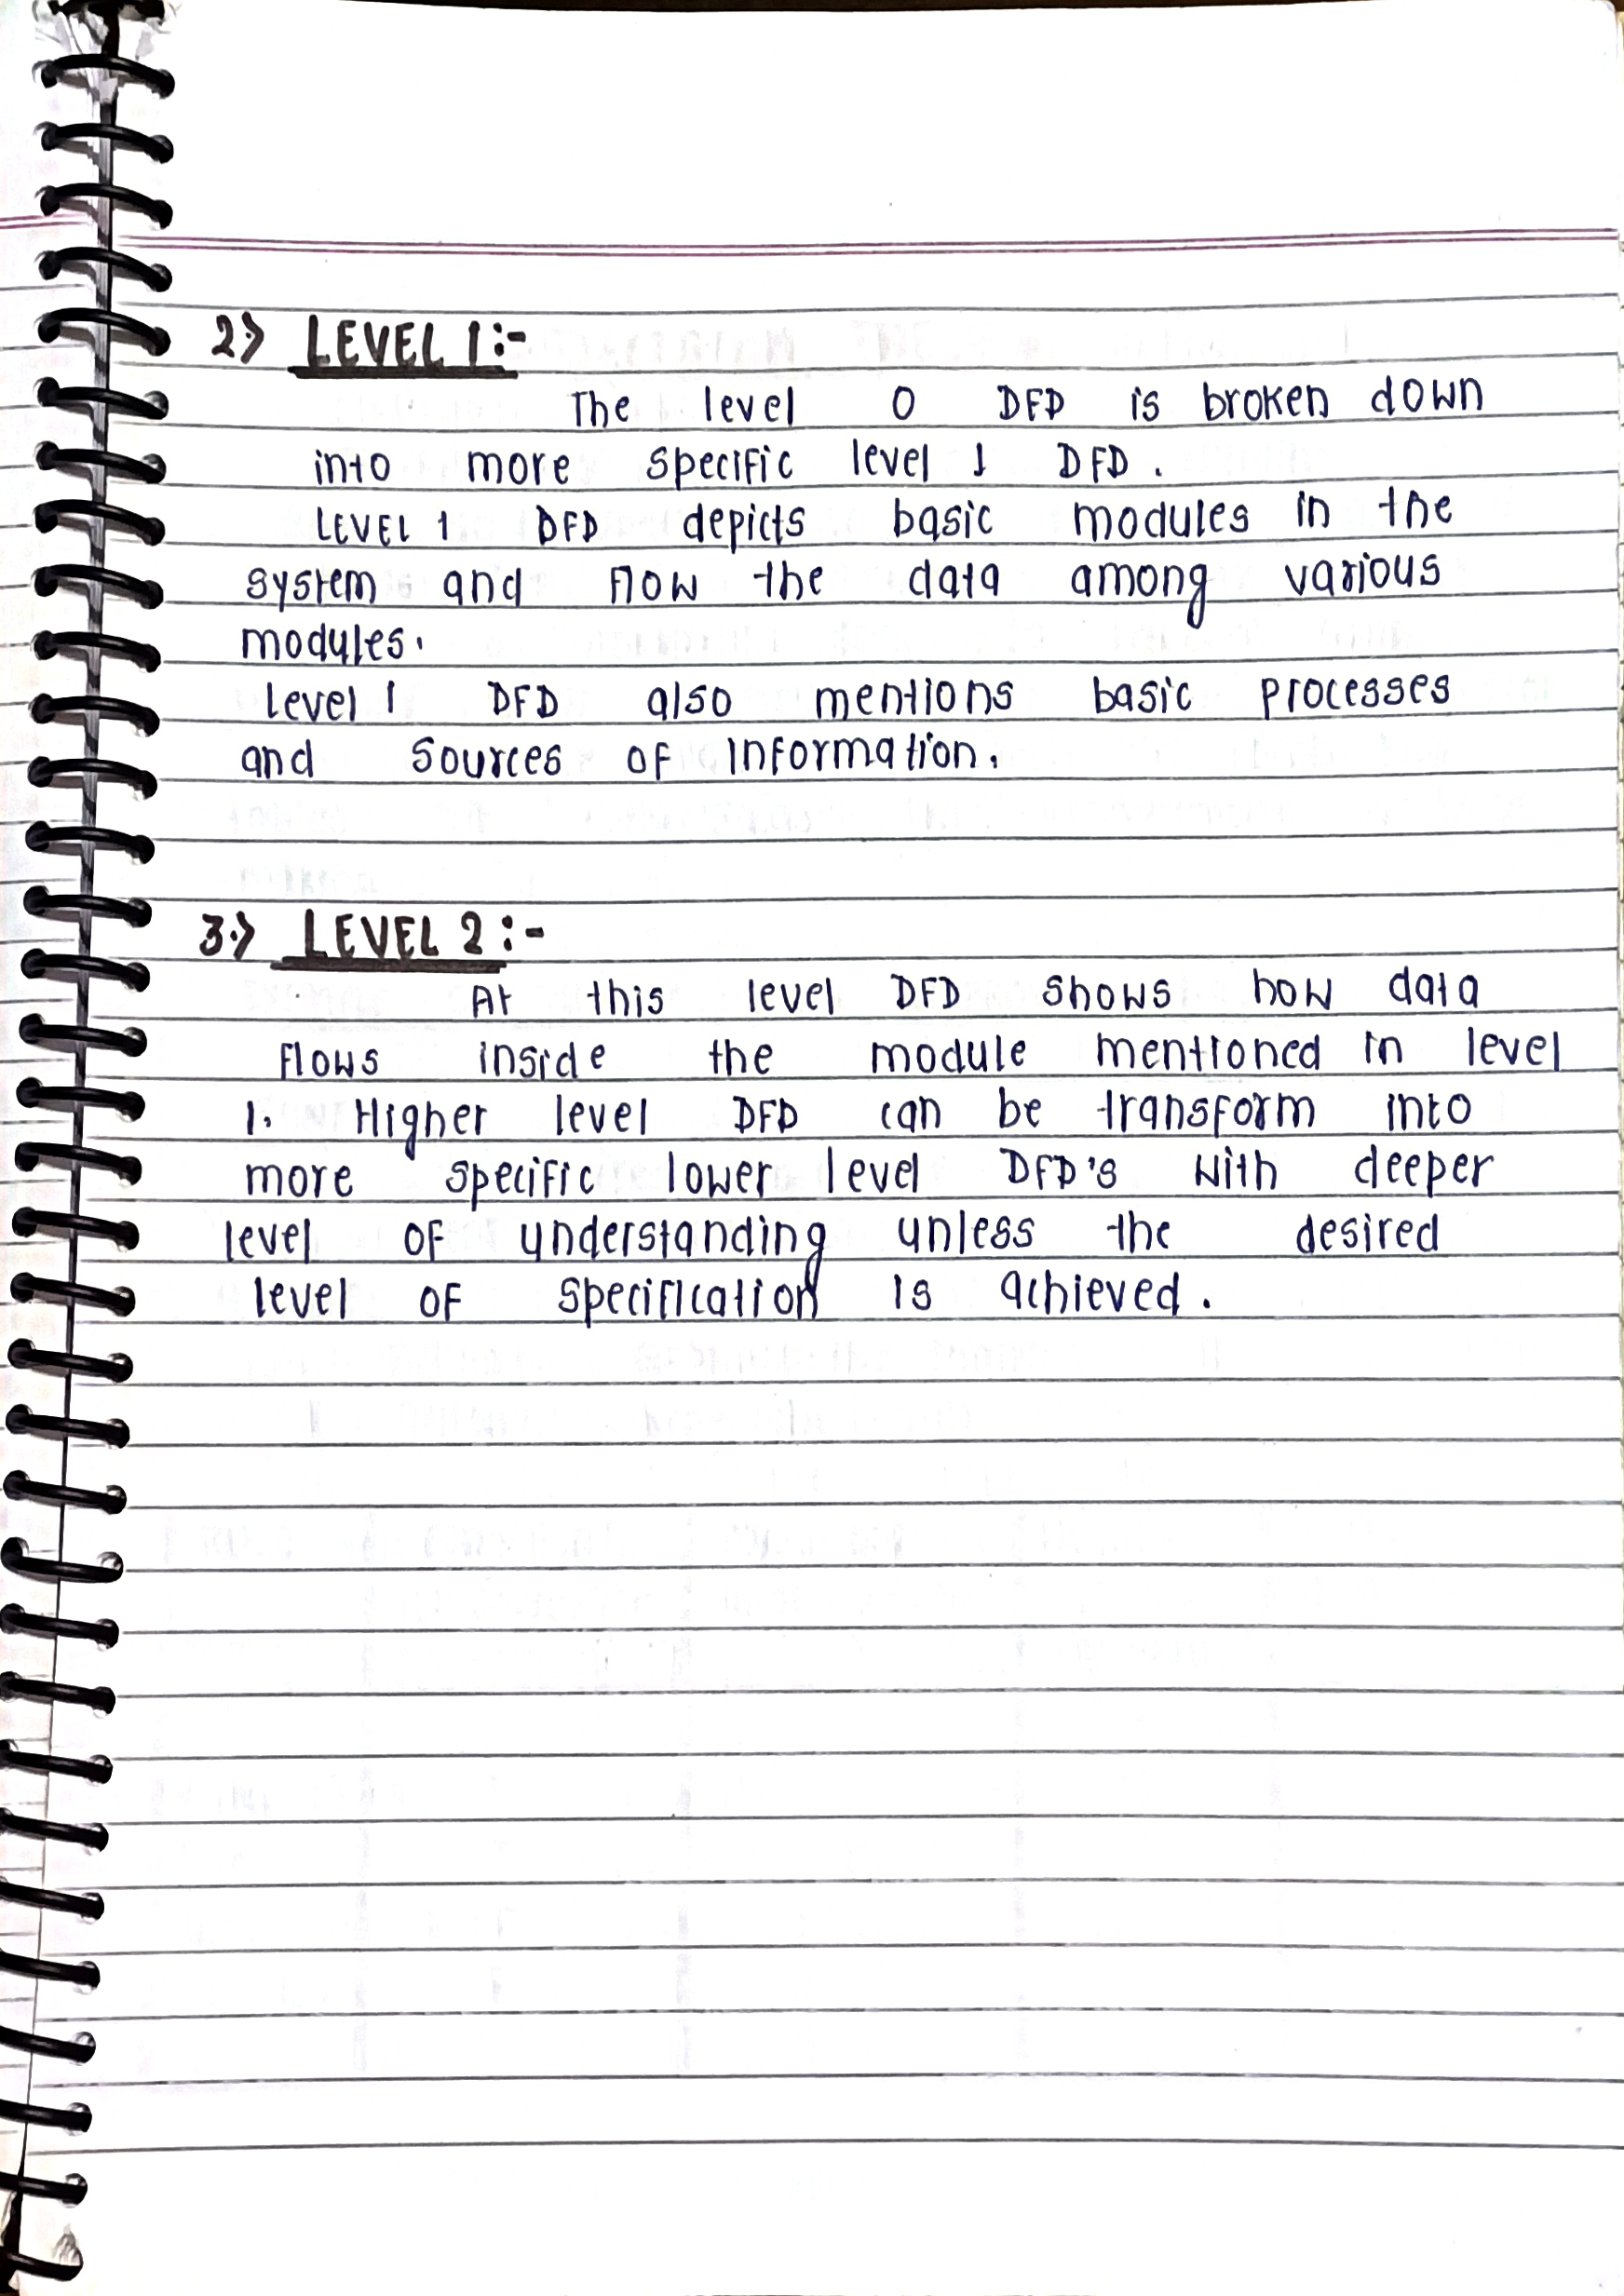 2.> LEVEL 1:-
The level 0 DFD is broken down
into more specific level 1 DFD.
LEVEL 1 DFD depicts basic modules in the
system and flow the data among various
modules.
Level 1 DFD also mentions basic processes
and sources of information.
3.> LEVEL 2:-
At this level DFD shows how data
flows inside the module mentioned in level
1. Higher level DFD can be transform into
more specific lower level DFD's with deeper
level of understanding unless the desired
level of specification is achieved.